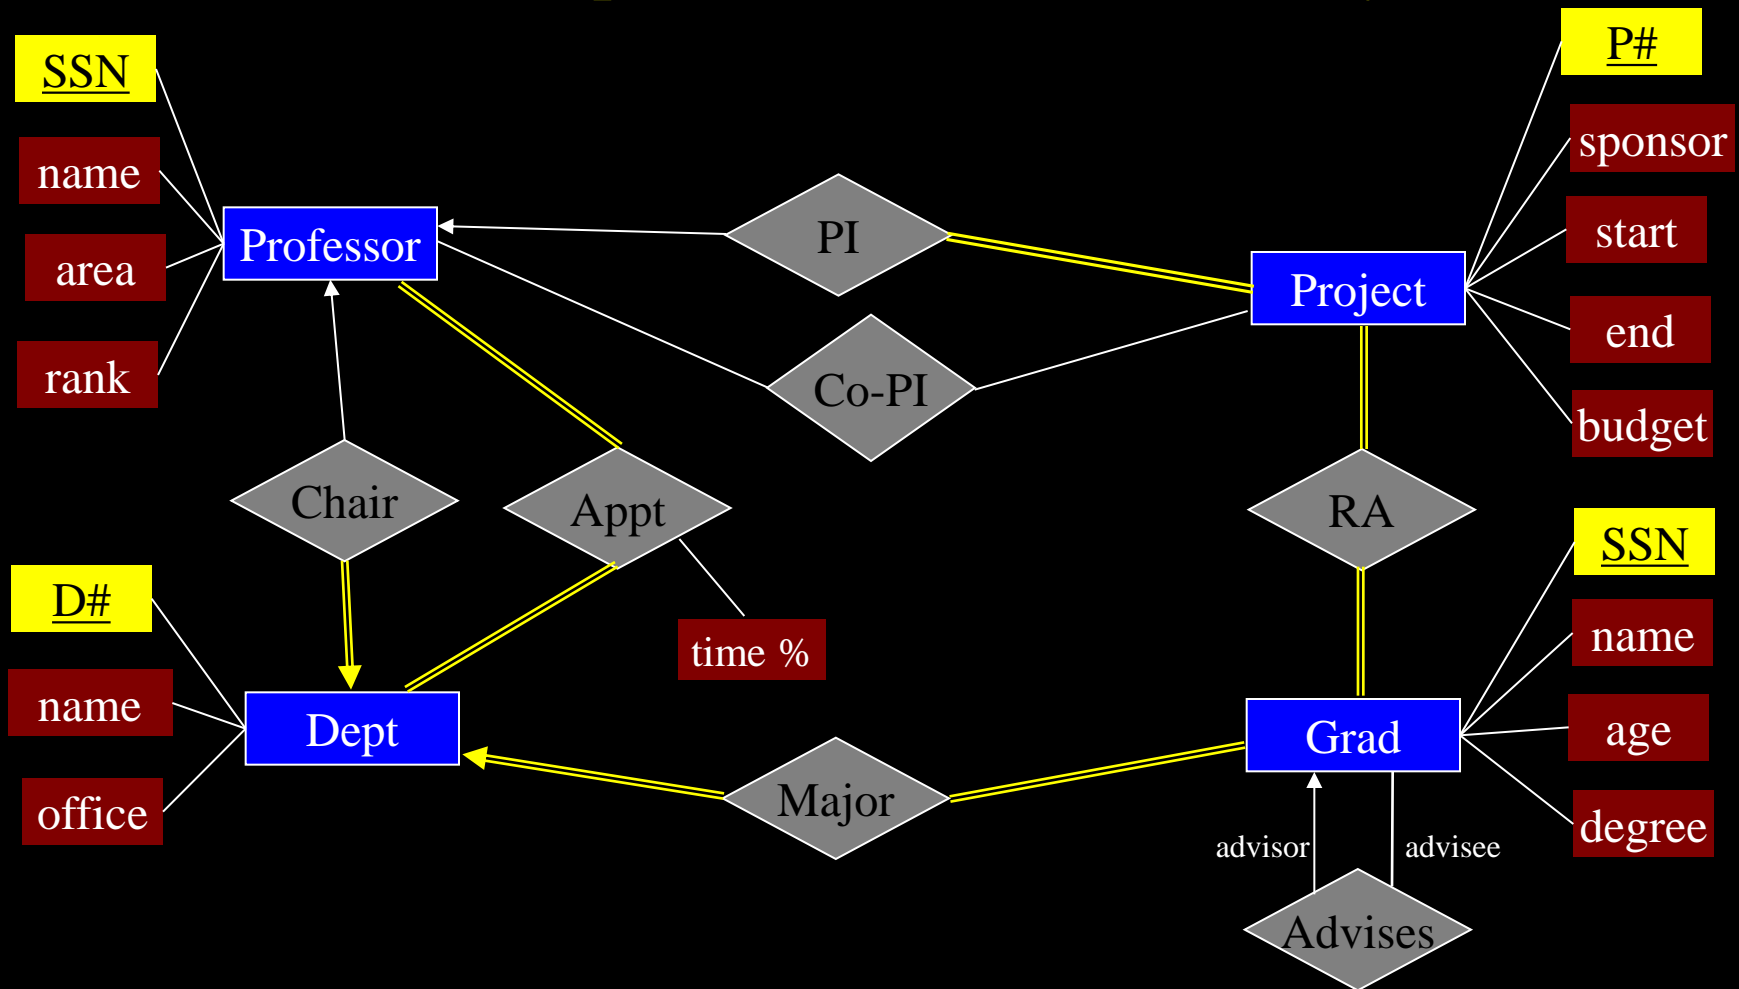 SSN
name
area
rank
Professor
PI
Co-PI
Project
P#
sponsor
start
end
budget
Chair
Appt
time %
RA
D#
name
office
Dept
Major
Grad
SSN
name
age
degree
advisor
advisee
Advises